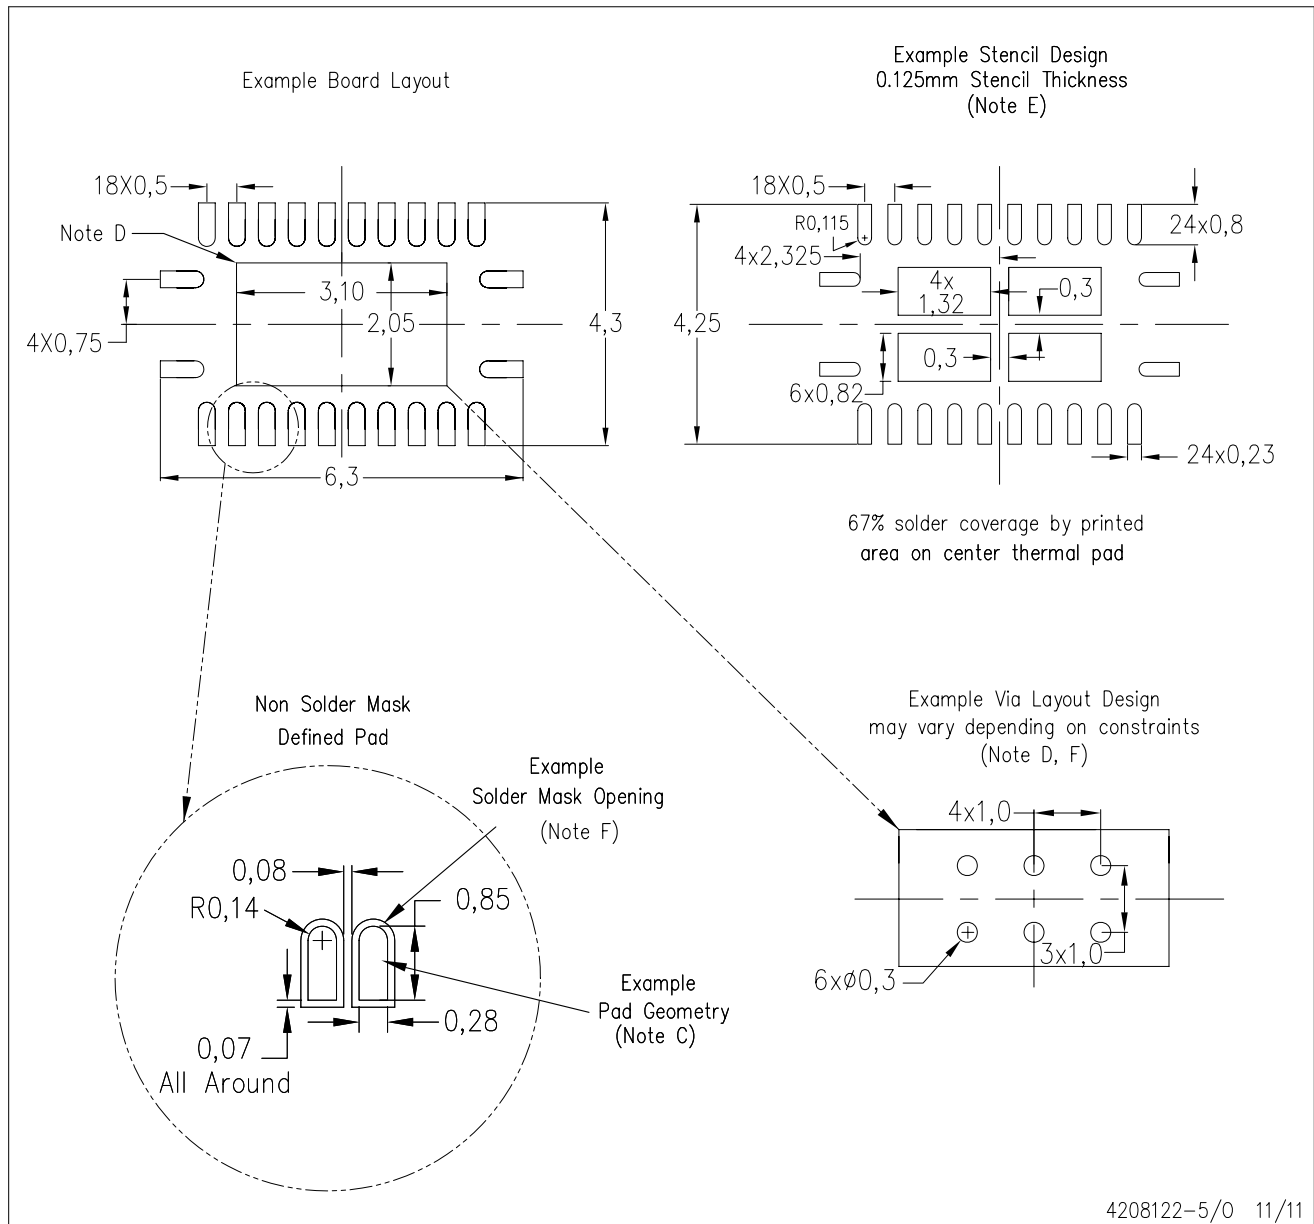 Example Board Layout
18X0,5
Note D
3,10
2,05
4,3
4X0,75
6,3
Example Stencil Design
0.125mm Stencil Thickness
(Note E)
18X0,5
R0,115
24x0,8
4x2,325
4x
1,32
0,3
4,25
0,3
6x0,82
24x0,23
67% solder coverage by printed
area on center thermal pad
Non Solder Mask
Defined Pad
Example
Solder Mask Opening
(Note F)
0,08
R0,14
0,85
Example
Pad Geometry
(Note C)
0,28
0,07
All Around
Example Via Layout Design
may vary depending on constraints
(Note D, F)
4x1,0
3x1,0
6xø0,3
4208122-5/O 11/11